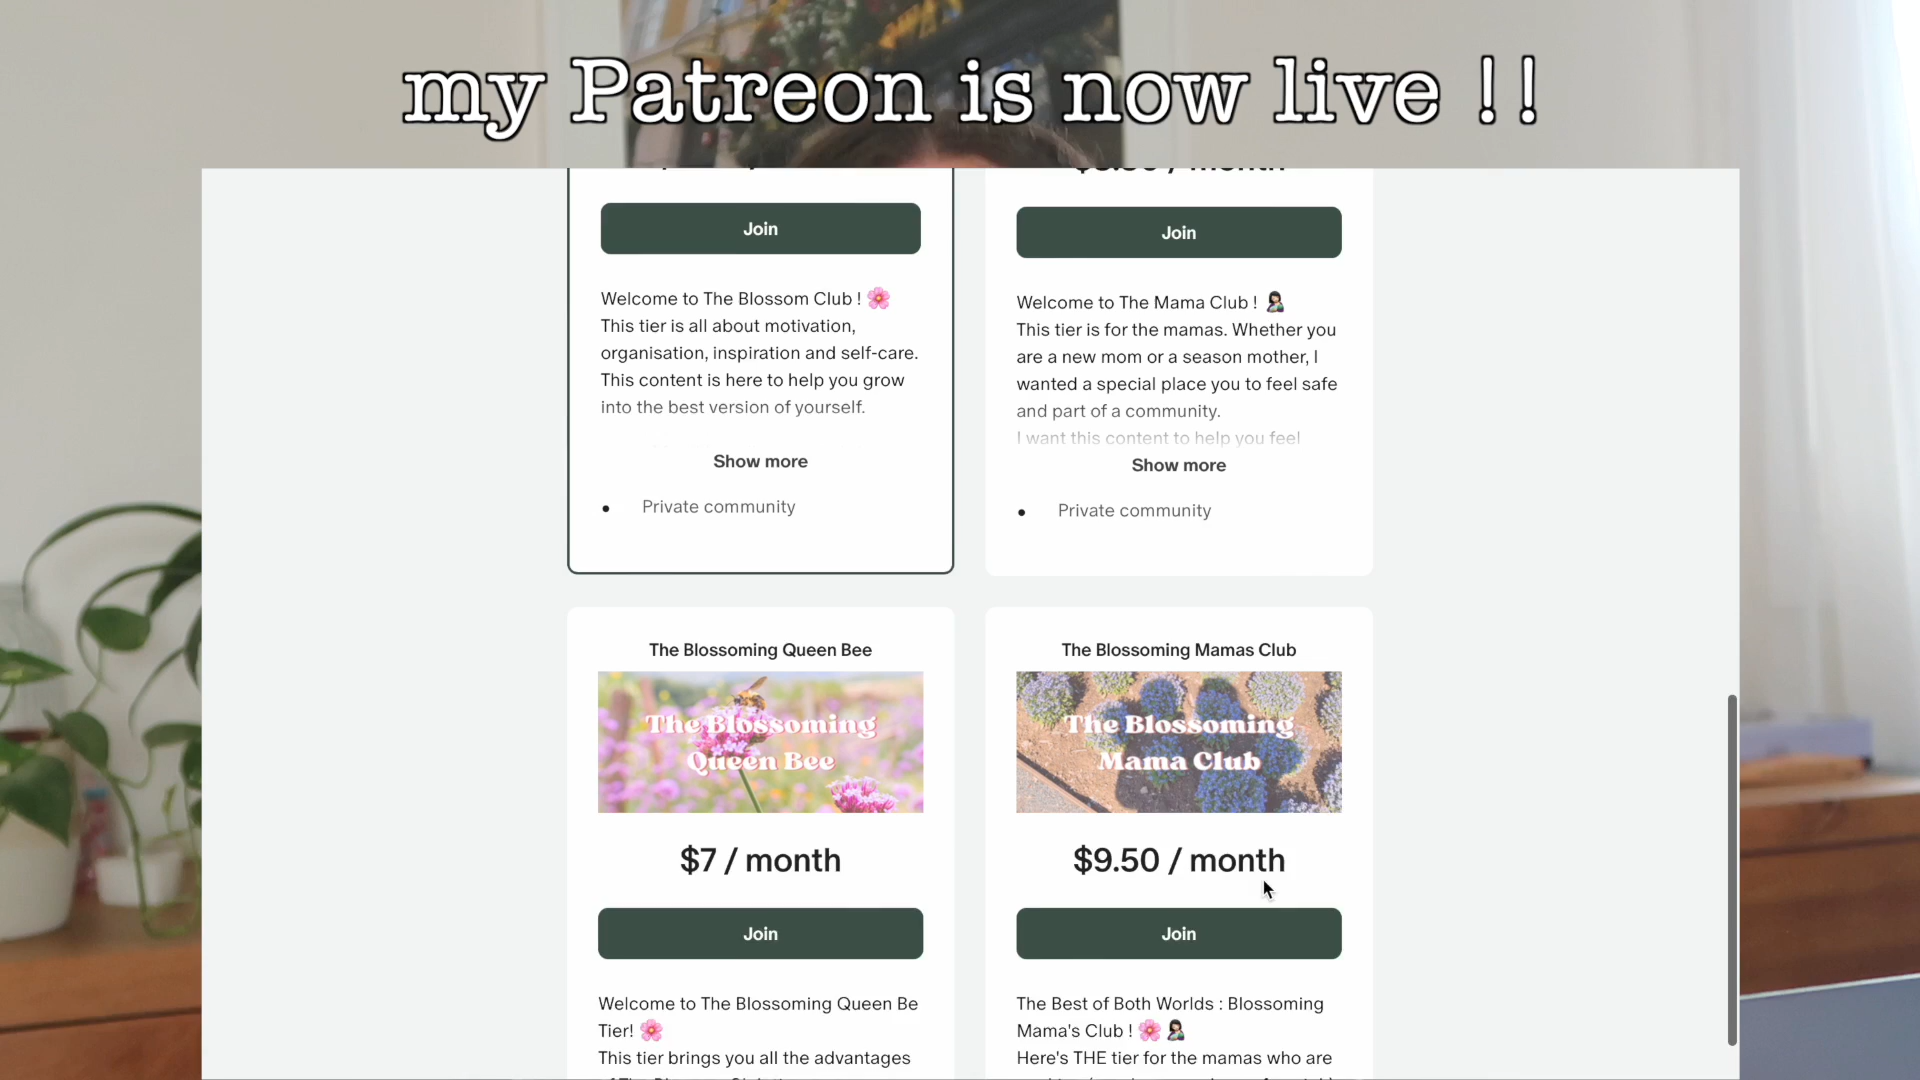 my Patreon is now live !!
/ month
Join
Welcome to The Blossom Club ! 🌸
This tier is all about motivation,
organisation, inspiration and self-care.
This content is here to help you grow
into the best version of yourself.
Show more
• Private community
Join
Welcome to The Mama Club ! 👩🏻‍🍼
This tier is for the mamas. Whether you
are a new mom or a season mother, I
wanted a special place you to feel safe
and part of a community.
I want this content to help you feel
Show more
• Private community
The Blossoming Queen Bee
The Blossoming
Queen Bee
$7 / month
Join
Welcome to The Blossoming Queen Be
Tier! 🌸
This tier brings you all the advantages
The Blossoming Mamas Club
The Blossoming
Mama Club
$9.50 / month
Join
The Best of Both Worlds : Blossoming
Mama's Club ! 🌸 👩🏻‍🍼
Here's THE tier for the mamas who are